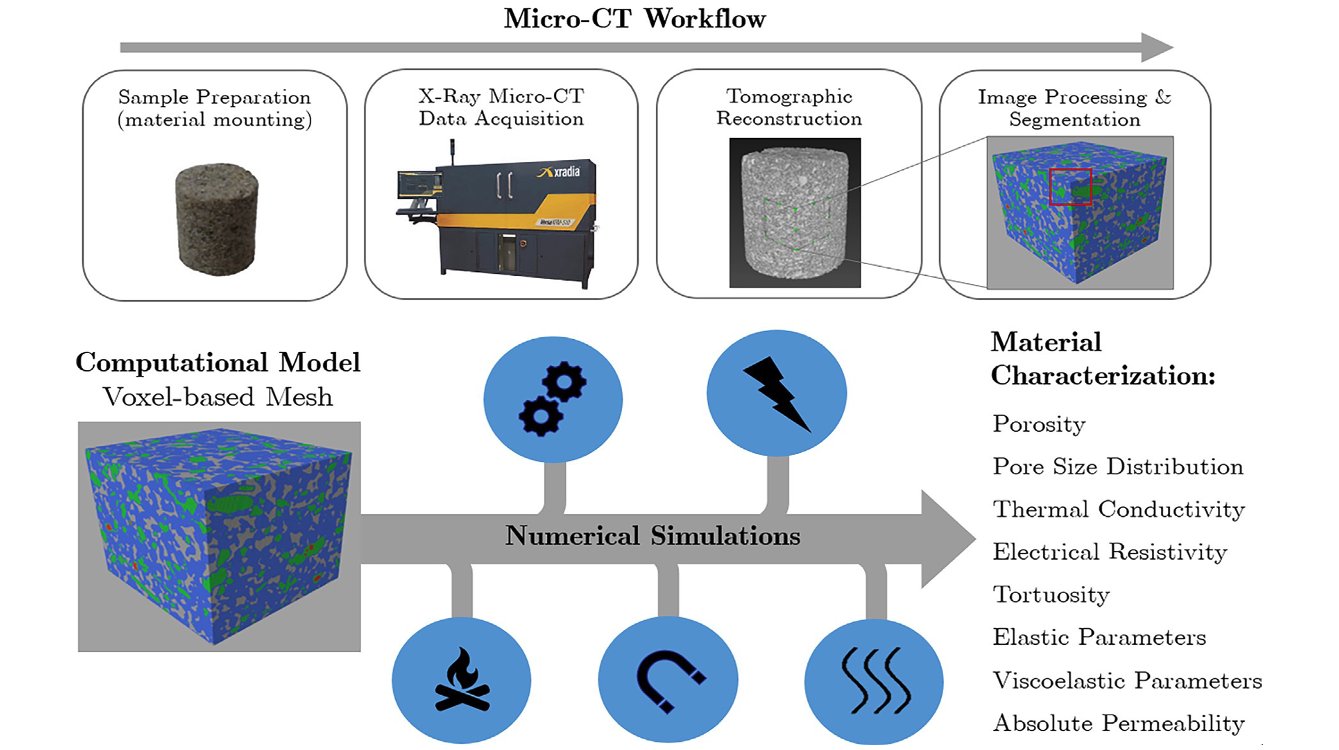 Micro-CT Workflow
Sample Preparation
(material mounting)
X-Ray Micro-CT
Data Acquisition
xradia
Tomographic
Reconstruction
Image Processing &
Segmentation
Computational Model
Voxel-based Mesh
Numerical Simulations
Material
Characterization:
Porosity
Pore Size Distribution
Thermal Conductivity
Electrical Resistivity
Tortuosity
Elastic Parameters
Viscoelastic Parameters
Absolute Permeability